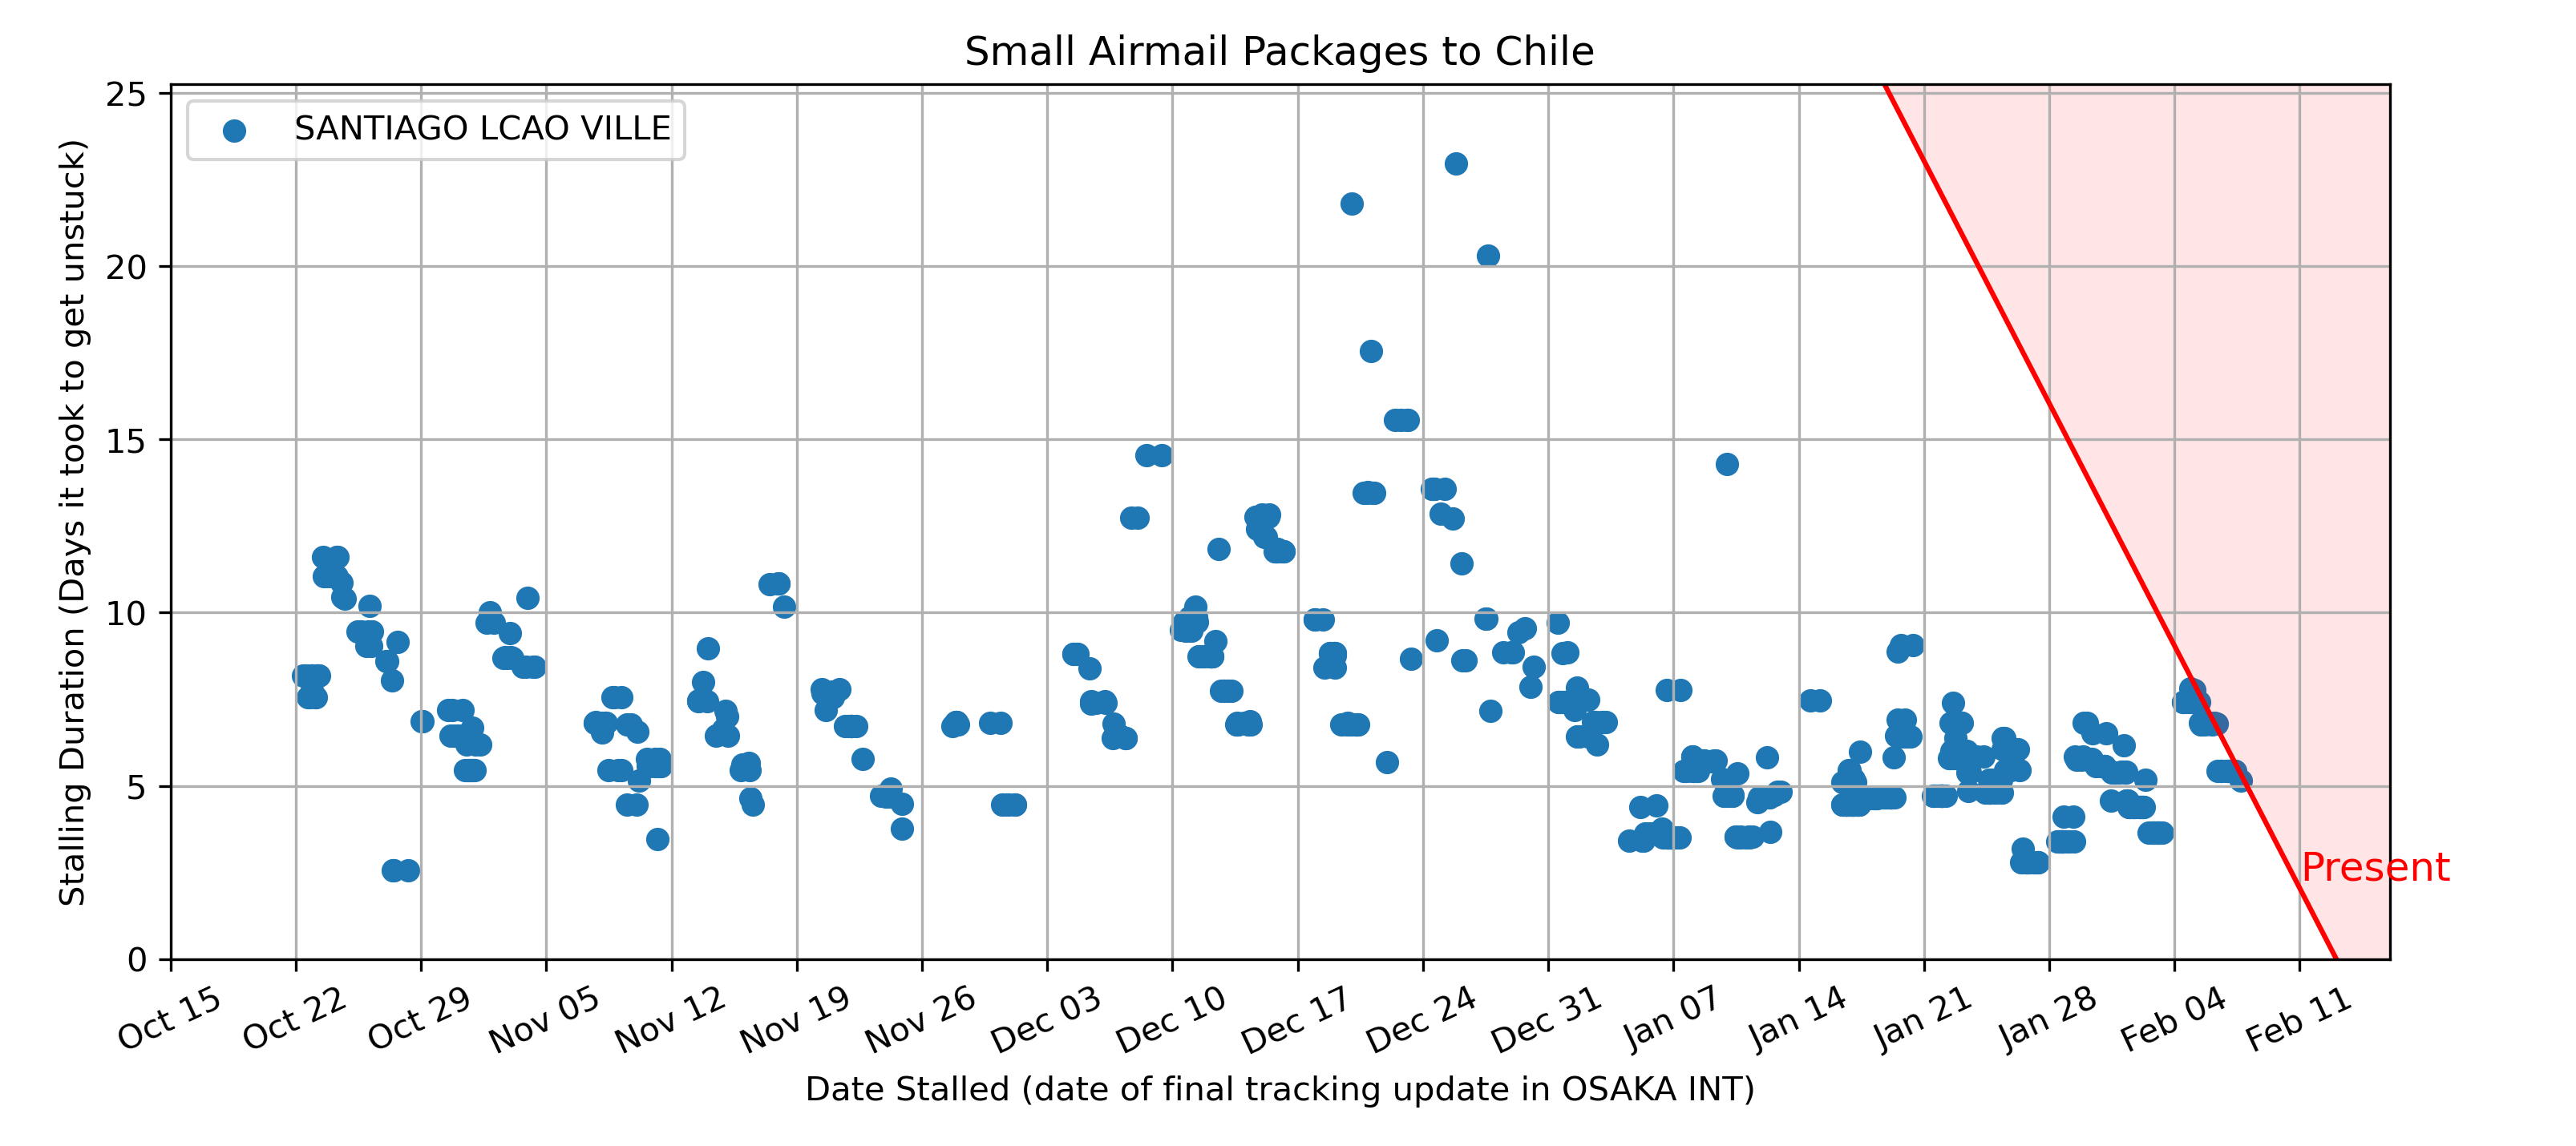 Small Airmail Packages to Chile
SANTIAGO LCAO VILLE
Stalling Duration (Days it took to get unstuck)
25
20
15
10
5
0
Present
Oct 15
Oct 22
Oct 29
Nov 05
Nov 12
Nov 19
Nov 26
Dec 03
Dec 10
Dec 17
Dec 24
Dec 31
Jan 07
Jan 14
Jan 21
Jan 28
Feb 04
Feb 11
Date Stalled (date of final tracking update in OSAKA INT)